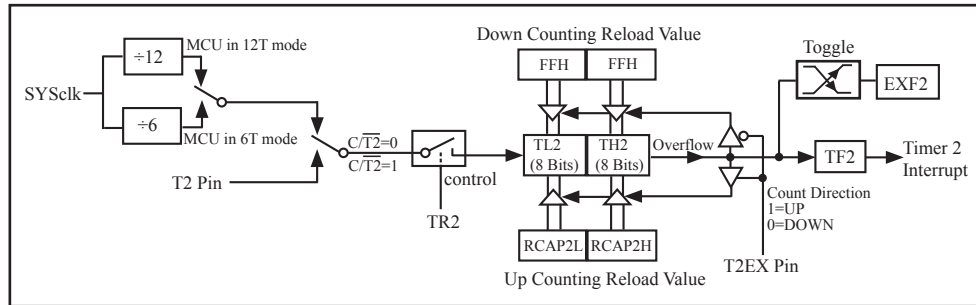 Down Counting Reload Value
Toggle
÷12
MCU in 12T mode
FFH
FFH
EXF2
SYSclk
÷6
MCU in 6T mode
C/T2=0
C/T2=1
TL2
(8 Bits)
TH2
(8 Bits)
Overflow
TF2
Timer 2
Interrupt
T2 Pin
control
TR2
Count Direction
1=UP
0=DOWN
RCAP2L
RCAP2H
T2EX Pin
Up Counting Reload Value